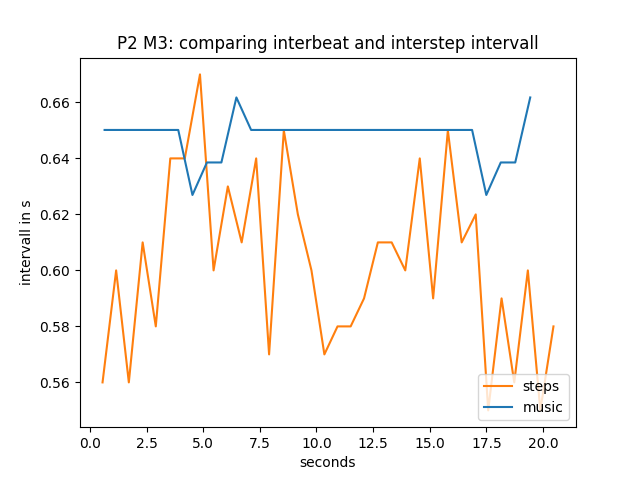 P2 M3: comparing interbeat and interstep intervall
intervall in s
0.66
0.64
0.62
0.60
0.58
0.56
steps
music
0.0 2.5 5.0 7.5 10.0 12.5 15.0 17.5 20.0
seconds